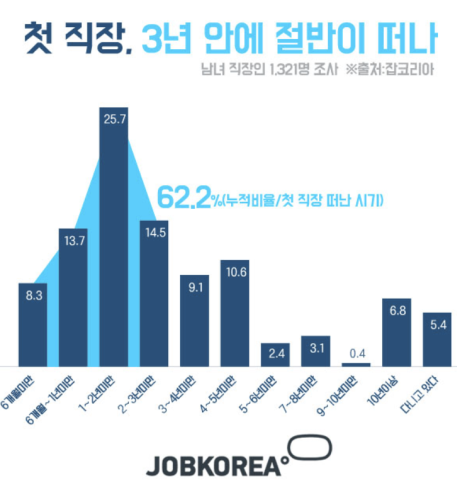 첫 직장, 3년 안에 절반이 떠나
남녀 직장인 1,321명 조사 ※출처:잡코리아
25.7
62.2%(누적비율/첫 직장 떠난 시기)
14.5
13.7
10.6
9.1
8.3
6.8
5.4
3.1
2.4
0.4
6개월미만
6개월~1년미만
1~2년미만
2~3년미만
3~4년미만
4~5년미만
5~6년미만
7~8년미만
9~10년미만
10년이상
다니고 있다
JOBKOREA